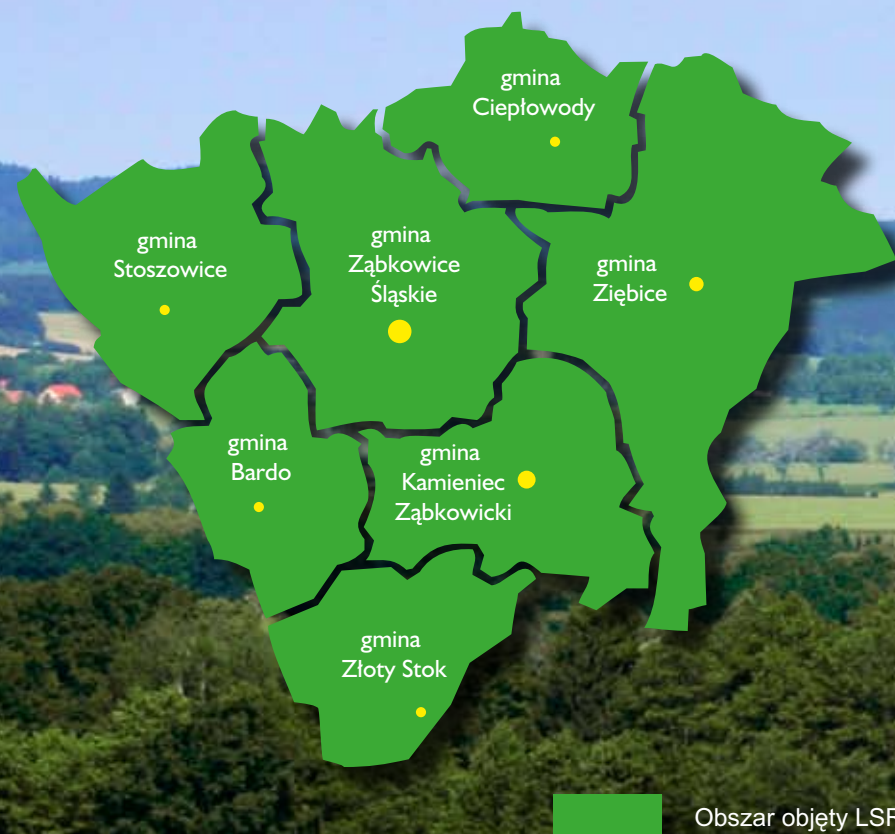 gmina
Ciepłowody
gmina
Stoszowice
gmina
Ząbkowice
Śląskie
gmina
Ziębice
gmina
Bardo
gmina
Kamieniec
Ząbkowicki
gmina
Złoty Stok
Obszar objęty LSR